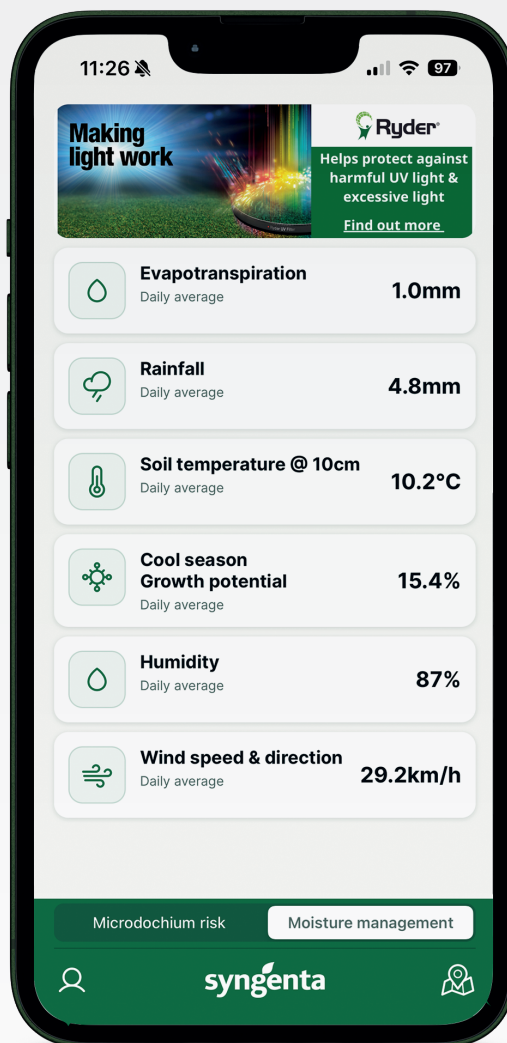 11:26
97
Making
light work
Ryder®
Helps protect against
harmful UV light &
excessive light
Find out more
Evapotranspiration
Daily average
1.0mm
Rainfall
Daily average
4.8mm
Soil temperature @ 10cm
Daily average
10.2°C
Cool season
Growth potential
Daily average
15.4%
Humidity
Daily average
87%
Wind speed & direction
Daily average
29.2km/h
Microdochium risk
Moisture management
syngenta